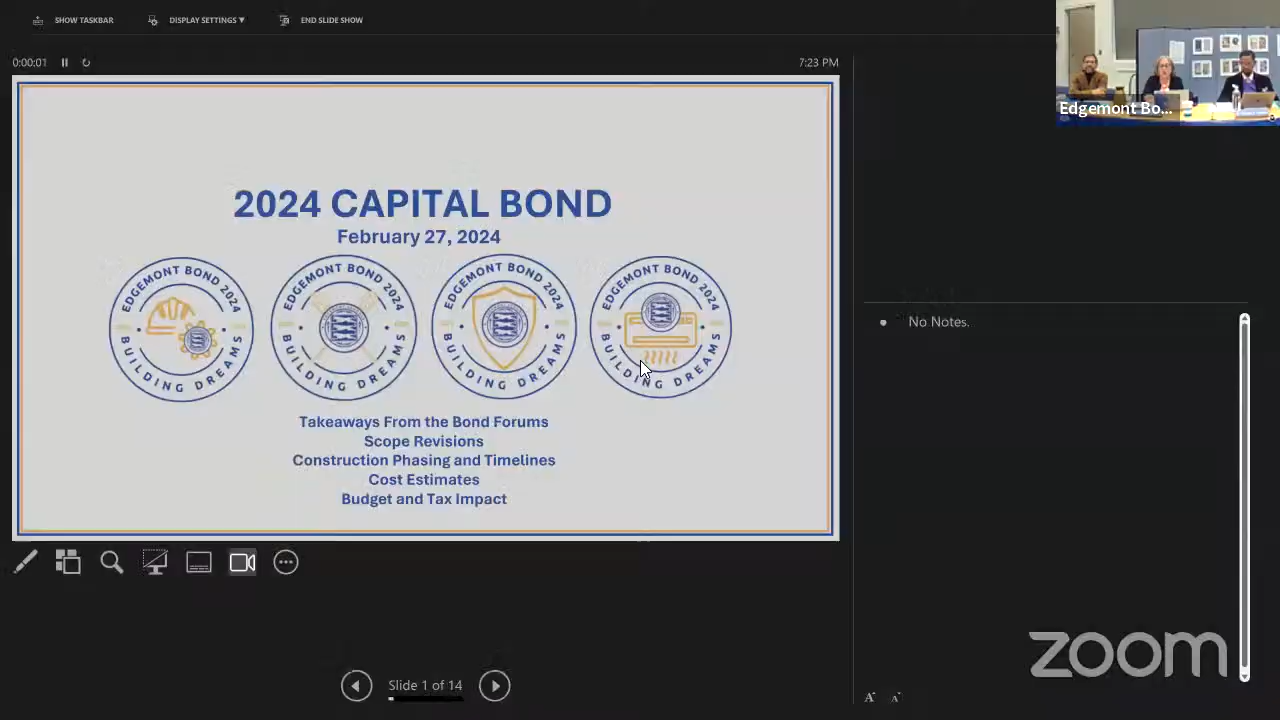 SHOW TASKBAR
DISPLAY SETTINGS ▼
END SLIDE SHOW
0:00:01
7:23 PM
Edgemont Bo...
2024 CAPITAL BOND
February 27, 2024
EDGEMONT BOND 2024
BUILDING DREAMS
EDGEMONT BOND 2024
BUILDING DREAMS
EDGEMONT BOND 2024
BUILDING DREAMS
EDGEMONT BOND 2024
BUILDING DREAMS
Takeaways From the Bond Forums
Scope Revisions
Construction Phasing and Timelines
Cost Estimates
Budget and Tax Impact
• No Notes.
Slide 1 of 14
A A
zoom